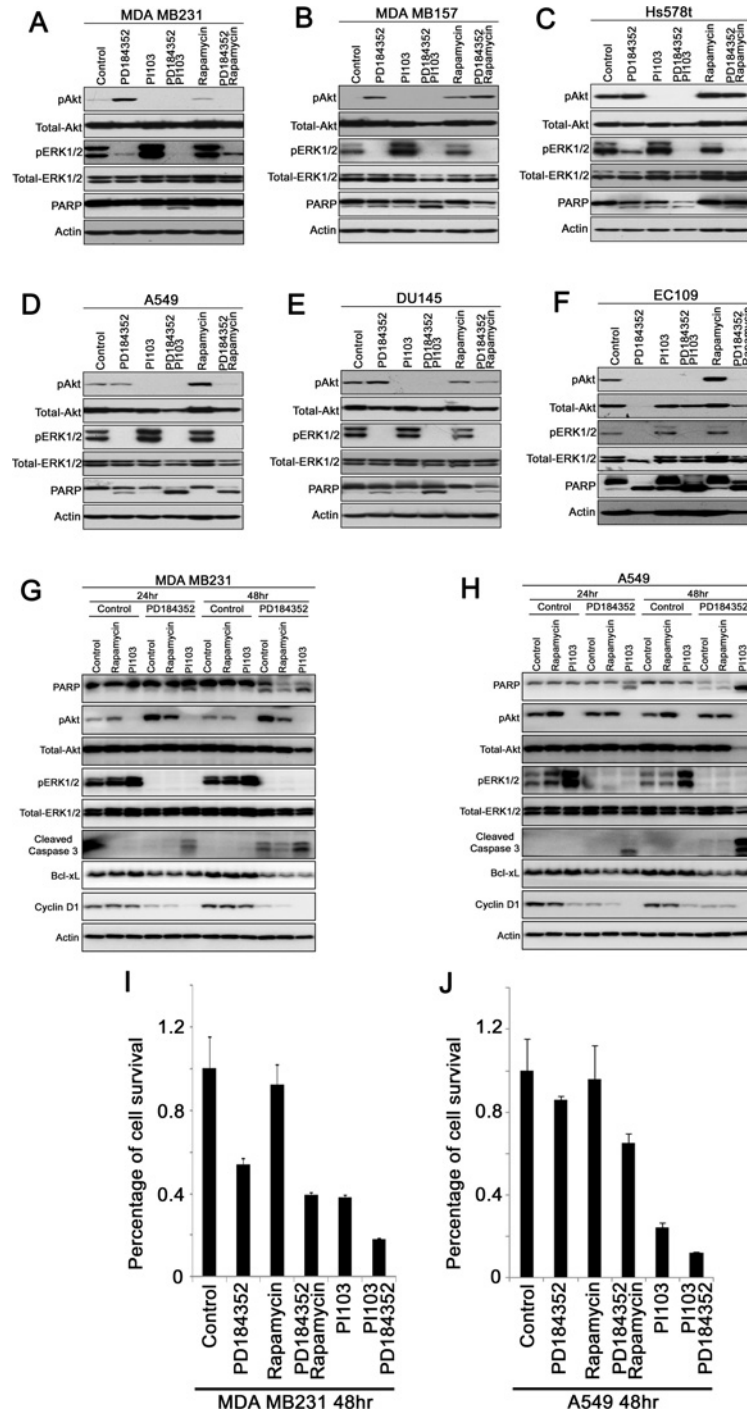 A
MDA MB231
Control
PD184352
PI103
PD184352
PI103
Rapamycin
PD184352
Rapamycin
pAkt
Total-Akt
pERK1/2
Total-ERK1/2
PARP
Actin
B
MDA MB157
Control
PD184352
PI103
PD184352
PI103
Rapamycin
PD184352
Rapamycin
pAkt
Total-Akt
pERK1/2
Total-ERK1/2
PARP
Actin
C
Hs578t
Control
PD184352
PI103
PD184352
PI103
Rapamycin
PD184352
Rapamycin
pAkt
Total-Akt
pERK1/2
Total-ERK1/2
PARP
Actin
D
A549
Control
PD184352
PI103
PD184352
PI103
Rapamycin
PD184352
Rapamycin
pAkt
Total-Akt
pERK1/2
Total-ERK1/2
PARP
Actin
E
DU145
Control
PD184352
PI103
PD184352
PI103
Rapamycin
PD184352
Rapamycin
pAkt
Total-Akt
pERK1/2
Total-ERK1/2
PARP
Actin
F
EC109
Control
PD184352
PI103
PD184352
PI103
Rapamycin
PD184352
Rapamycin
pAkt
Total-Akt
pERK1/2
Total-ERK1/2
PARP
Actin
G
MDA MB231
24hr 48hr
Control PD184352 Control PD184352
Control
Rapamycin
PI103
Control
Rapamycin
PI103
Control
Rapamycin
PI103
Control
Rapamycin
PI103
PARP
pAkt
Total-Akt
pERK1/2
Total-ERK1/2
Cleaved
Caspase 3
Bcl-xL
Cyclin D1
Actin
H
A549
24hr 48hr
Control PD184352 Control PD184352
Control
Rapamycin
PI103
Control
Rapamycin
PI103
Control
Rapamycin
PI103
Control
Rapamycin
PI103
PARP
pAkt
Total-Akt
pERK1/2
Total-ERK1/2
Cleaved
Caspase 3
Bcl-xL
Cyclin D1
Actin
I
Percentage of cell survival
1.2
0.8
0.4
0
Control
PD184352
Rapamycin
PD184352
Rapamycin
PI103
PI103
PD184352
MDA MB231 48hr
J
Percentage of cell survival
1.2
0.8
0.4
0
Control
PD184352
Rapamycin
PD184352
Rapamycin
PI103
PI103
PD184352
A549 48hr